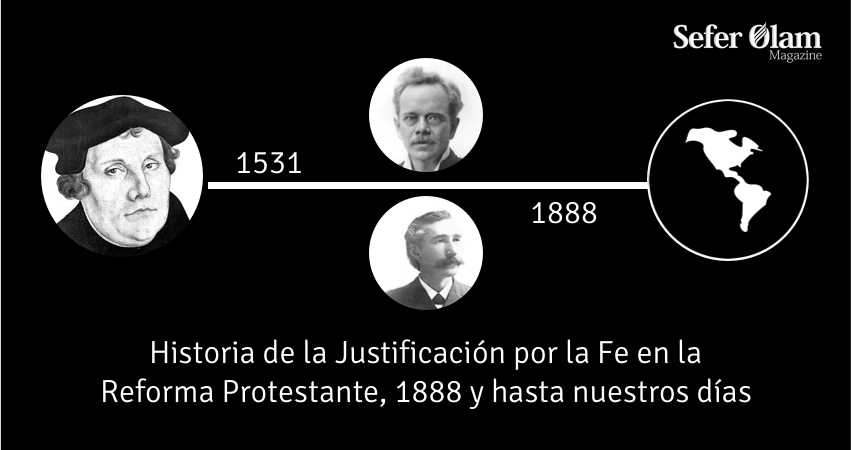 Sefer Olam
Magazine
1531
1888
Historia de la Justificación por la Fe en la
Reforma Protestante, 1888 y hasta nuestros días